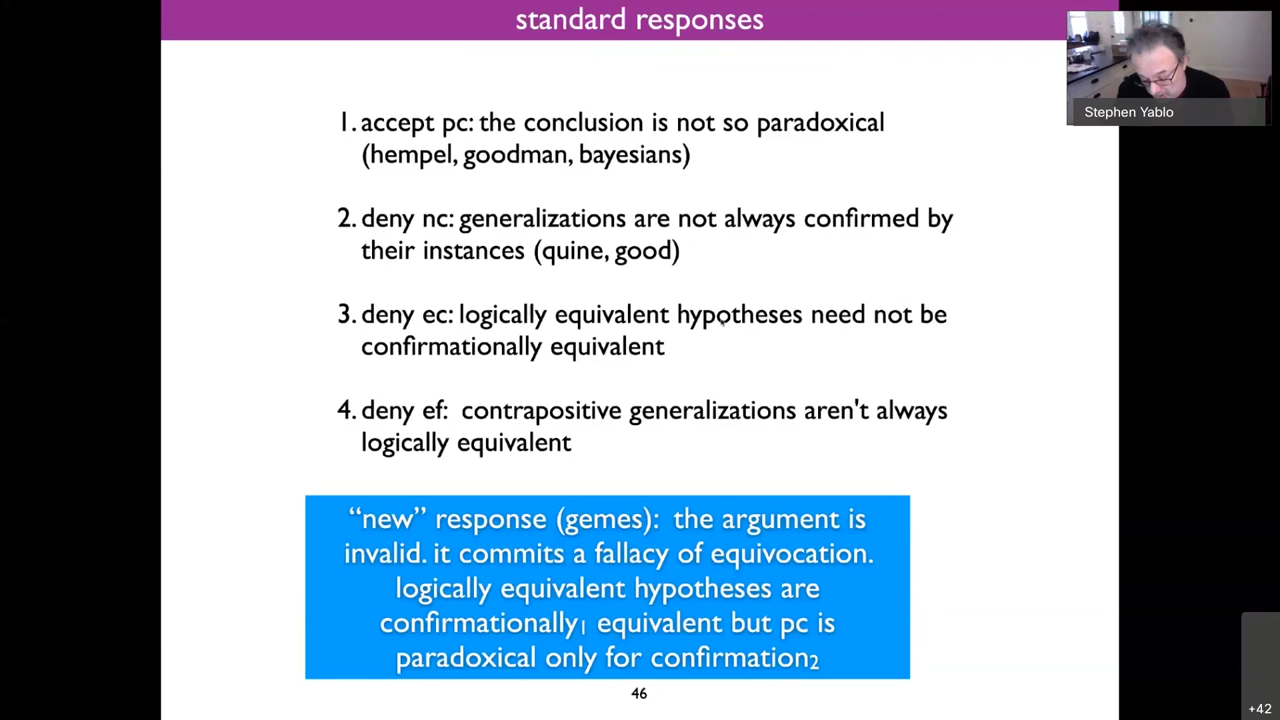 standard responses
Stephen Yablo
1. accept pc: the conclusion is not so paradoxical
(hempel, goodman, bayesians)
2. deny nc: generalizations are not always confirmed by
their instances (quine, good)
3. deny ec: logically equivalent hypotheses need not be
confirmationally equivalent
4. deny ef: contrapositive generalizations aren't always
logically equivalent
“new” response (gemes): the argument is
invalid. it commits a fallacy of equivocation.
logically equivalent hypotheses are
confirmationally₁ equivalent but pc is
paradoxical only for confirmation₂
46
+42